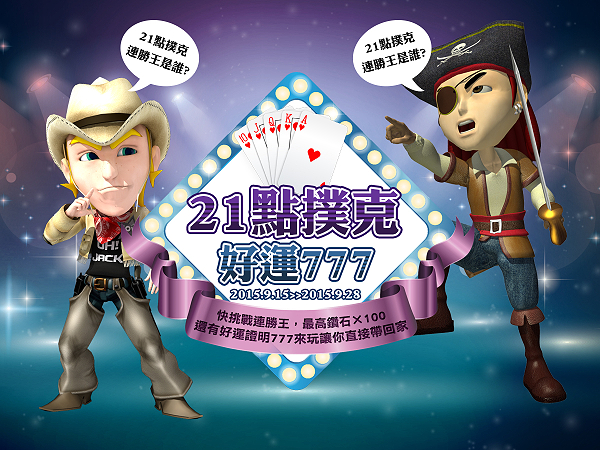 21點撲克
連勝王是誰?
21點撲克
連勝王是誰?
10 J Q K A
21點撲克
好運777
2015.9.15>>2015.9.28
快挑戰連勝王，最高鑽石×100
還有好運證明777來玩讓你直接帶回家
OH!
JACK